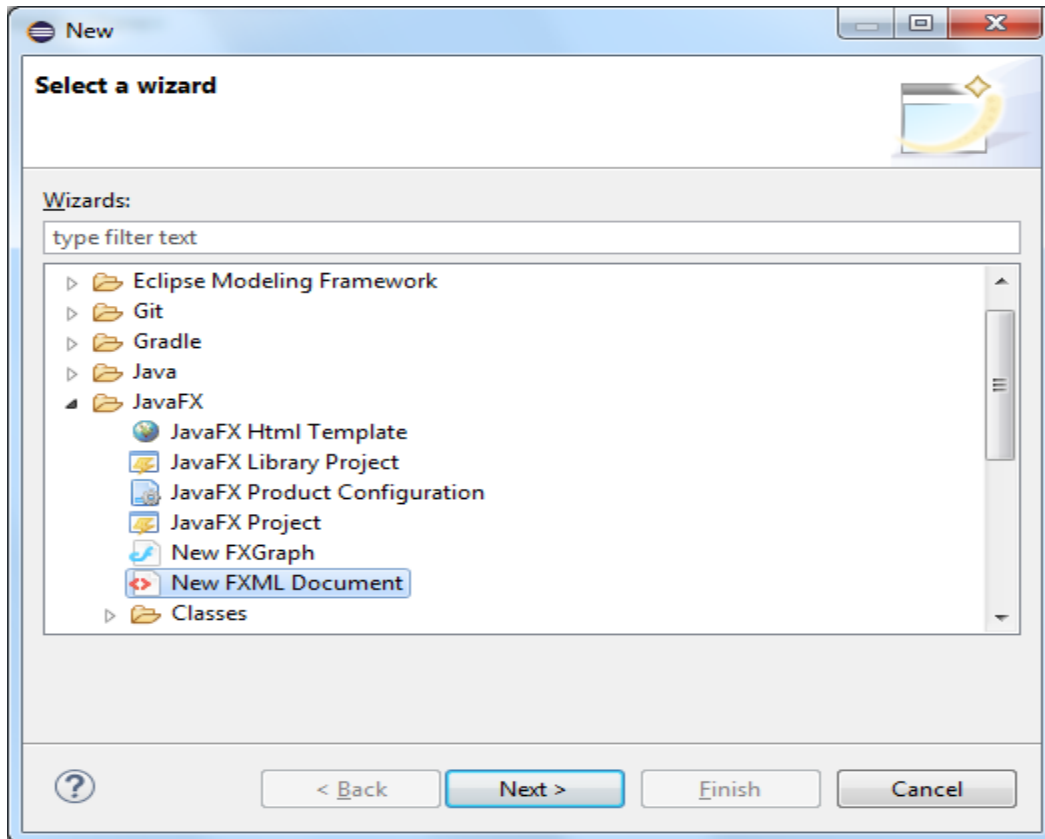 New
Select a wizard
Wizards:
type filter text
Eclipse Modeling Framework
Git
Gradle
Java
JavaFX
JavaFX Html Template
JavaFX Library Project
JavaFX Product Configuration
JavaFX Project
New FXGraph
New FXML Document
Classes
< Back Next > Finish Cancel